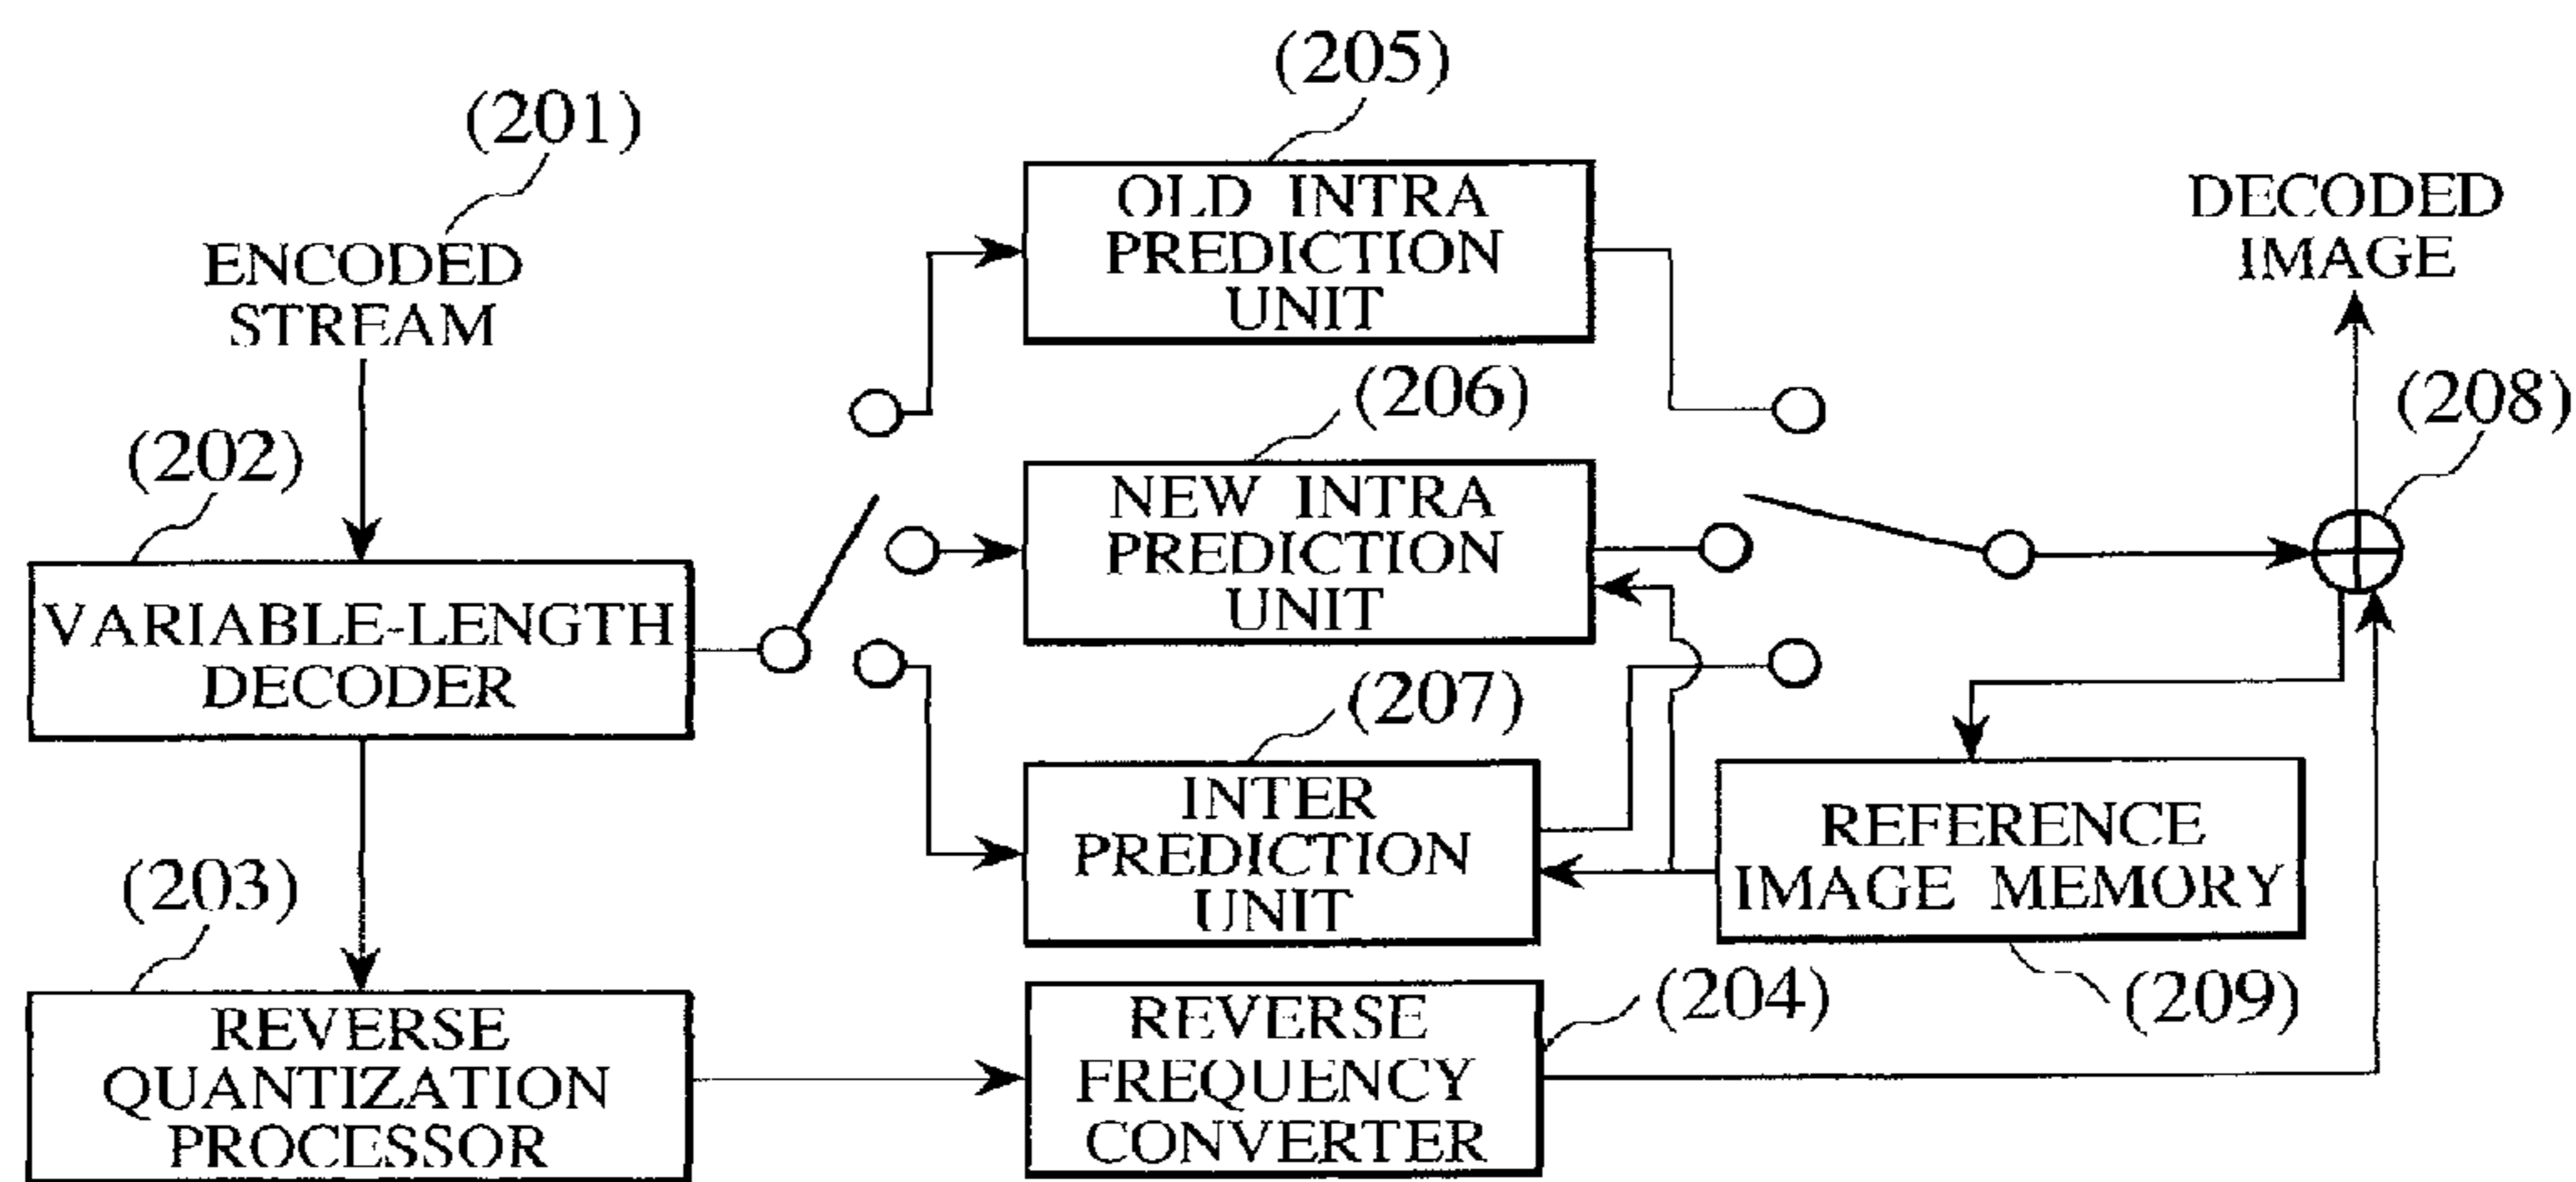 (201)
ENCODED
STREAM
(202)
VARIABLE-LENGTH
DECODER
(203)
REVERSE
QUANTIZATION
PROCESSOR
(205)
OLD INTRA
PREDICTION
UNIT
(206)
NEW INTRA
PREDICTION
UNIT
(207)
INTER
PREDICTION
UNIT
(204)
REVERSE
FREQUENCY
CONVERTER
DECODED
IMAGE
(208)
REFERENCE
IMAGE MEMORY
(209)